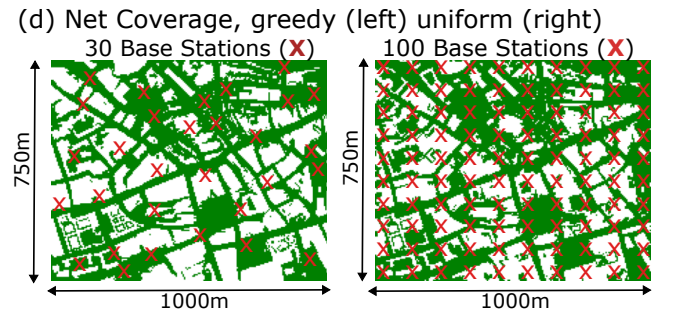 (d) Net Coverage, greedy (left) uniform (right)
30 Base Stations (X)
100 Base Stations (X)
750m
750m
1000m
1000m